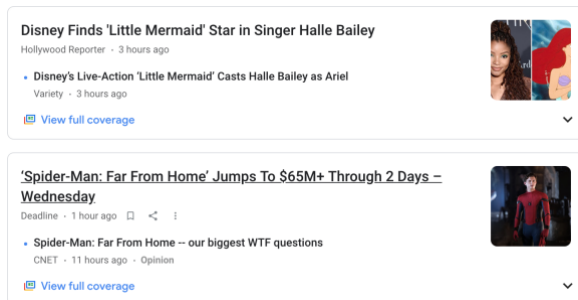 Disney Finds 'Little Mermaid' Star in Singer Halle Bailey
Hollywood Reporter · 3 hours ago
• Disney's Live-Action 'Little Mermaid' Casts Halle Bailey as Ariel
Variety · 3 hours ago
View full coverage
‘Spider-Man: Far From Home’ Jumps To $65M+ Through 2 Days –
Wednesday
Deadline · 1 hour ago
• Spider-Man: Far From Home -- our biggest WTF questions
CNET · 11 hours ago · Opinion
View full coverage